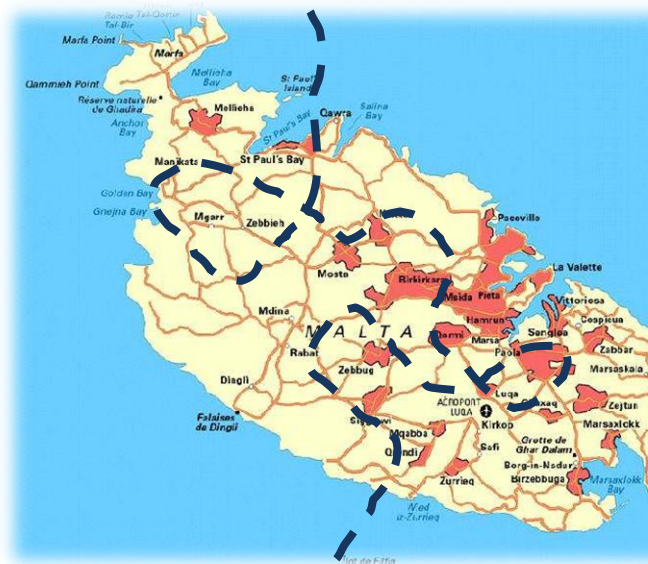 Marfa Point
Marfa
Qammieh Point
Réserve naturelle
de Ghadira
Mellieha
Bay
Mellieha
Anchor
Bay
St Paul's
Island
St Paul's Bay
Qawra
Salina
Bay
Manikata
St Paul's Bay
Golden Bay
Gnejna Bay
Mgarr
Zebbieh
Paceville
Mosta
La Valette
Birkirkara
Msida
Pieta
Vittoriosa
Hamrun
Senglea
Cospicua
Mdina
MALTA
Marsa
Paola
Zabbar
Rabat
Zebbug
Marsaskala
Dingli
Luqa
AÉROPORT
LUQA
Zejtun
Falaises
de Dingli
Kirkop
Marsaxlokk
Mqabba
Safi
Grotte de
Ghar Dalam
Qrendi
Borg-in-Nadur
Zurrieq
Birzebbuga
Marsaxlokk
Bay
Wied
iz-Zurrieq